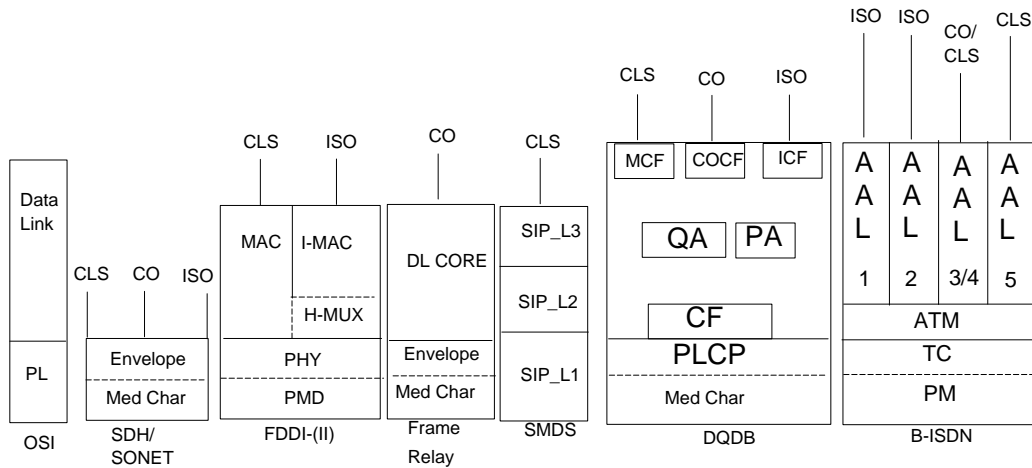 Data
Link
PL
OSI
CLS
CO
ISO
Envelope
Med Char
SDH/
SONET
CLS
ISO
MAC
I-MAC
H-MUX
PHY
PMD
FDDI-(II)
CO
DL CORE
Envelope
Med Char
Frame
Relay
CLS
SIP_L3
SIP_L2
SIP_L1
SMDS
CLS
CO
ISO
MCF
COCF
ICF
QA
PA
CF
PLCP
Med Char
DQDB
ISO
ISO
CO/
CLS
CLS
A
A
L
1
A
A
L
2
A
A
L
3/4
A
A
L
5
ATM
TC
PM
B-ISDN